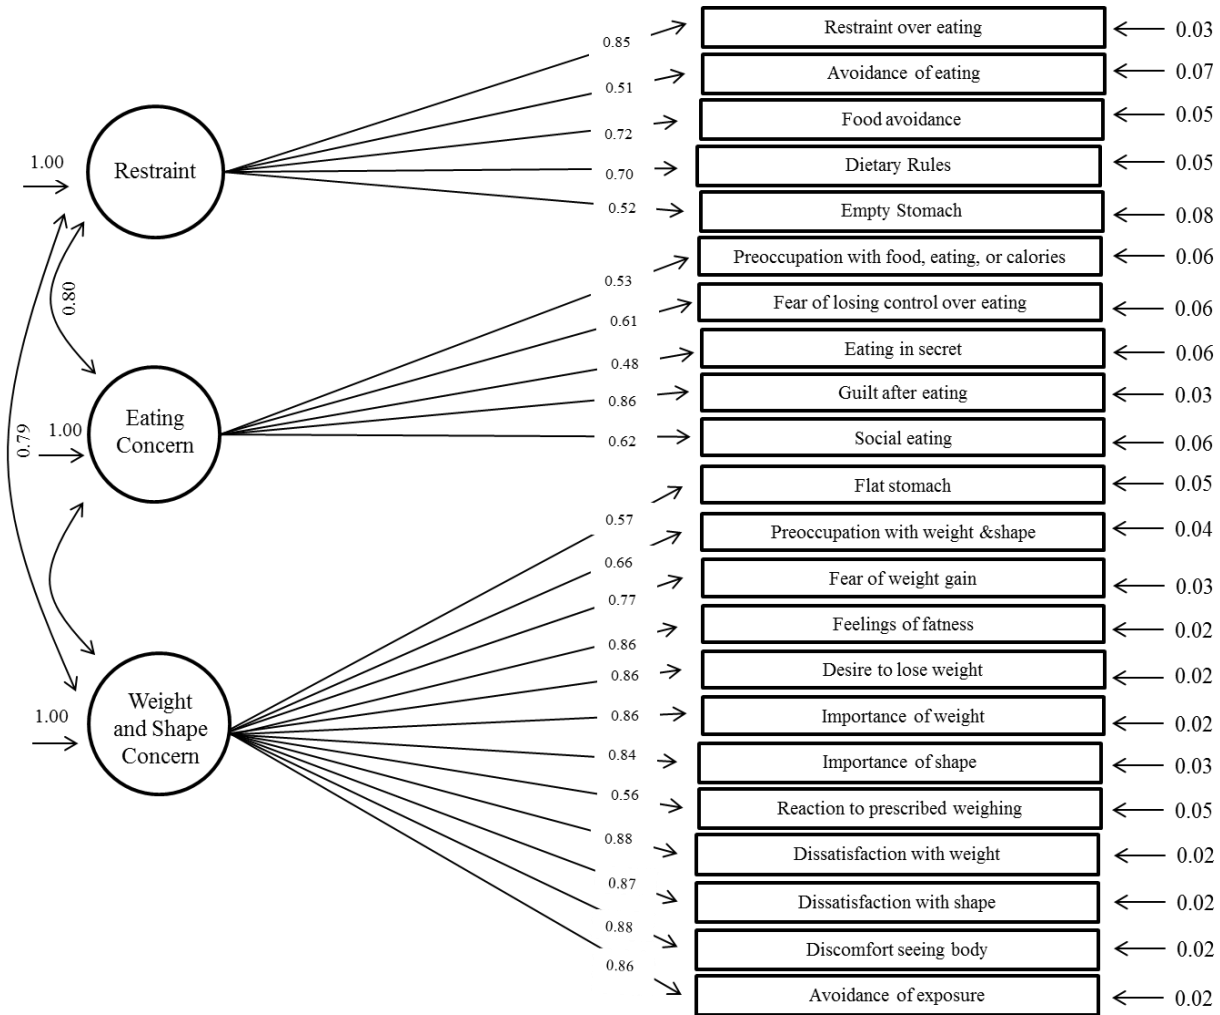 Restraint over eating
0.03
0.85
Avoidance of eating
0.07
0.51
Food avoidance
0.05
0.72
1.00
Restraint
Dietary Rules
0.05
0.70
Empty Stomach
0.08
0.52
Preoccupation with food, eating, or calories
0.06
0.53
0.80
Fear of losing control over eating
0.06
0.61
Eating in secret
0.06
0.48
Guilt after eating
0.03
0.86
0.79
1.00
Eating
Concern
Social eating
0.06
0.62
Flat stomach
0.05
0.57
Preoccupation with weight &shape
0.04
0.66
Fear of weight gain
0.03
0.77
Feelings of fatness
0.02
0.86
Desire to lose weight
0.02
0.86
1.00
Weight
and Shape
Concern
Importance of weight
0.02
0.86
Importance of shape
0.03
0.84
Reaction to prescribed weighing
0.05
0.56
Dissatisfaction with weight
0.02
0.88
Dissatisfaction with shape
0.02
0.87
Discomfort seeing body
0.02
0.88
Avoidance of exposure
0.02
0.86